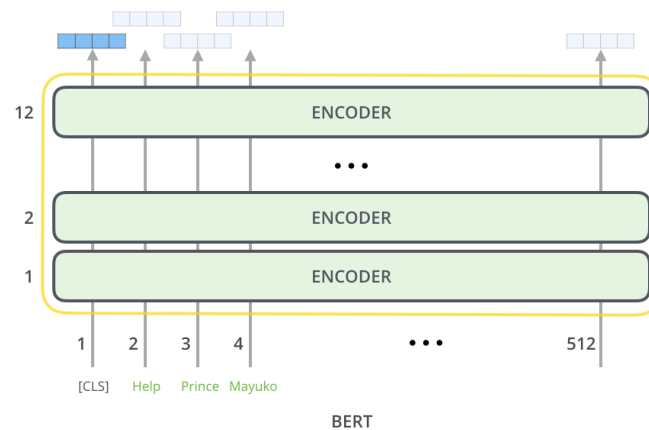 12 ENCODER
•••
2 ENCODER
1 ENCODER
1 2 3 4 ••• 512
[CLS] Help Prince Mayuko
BERT